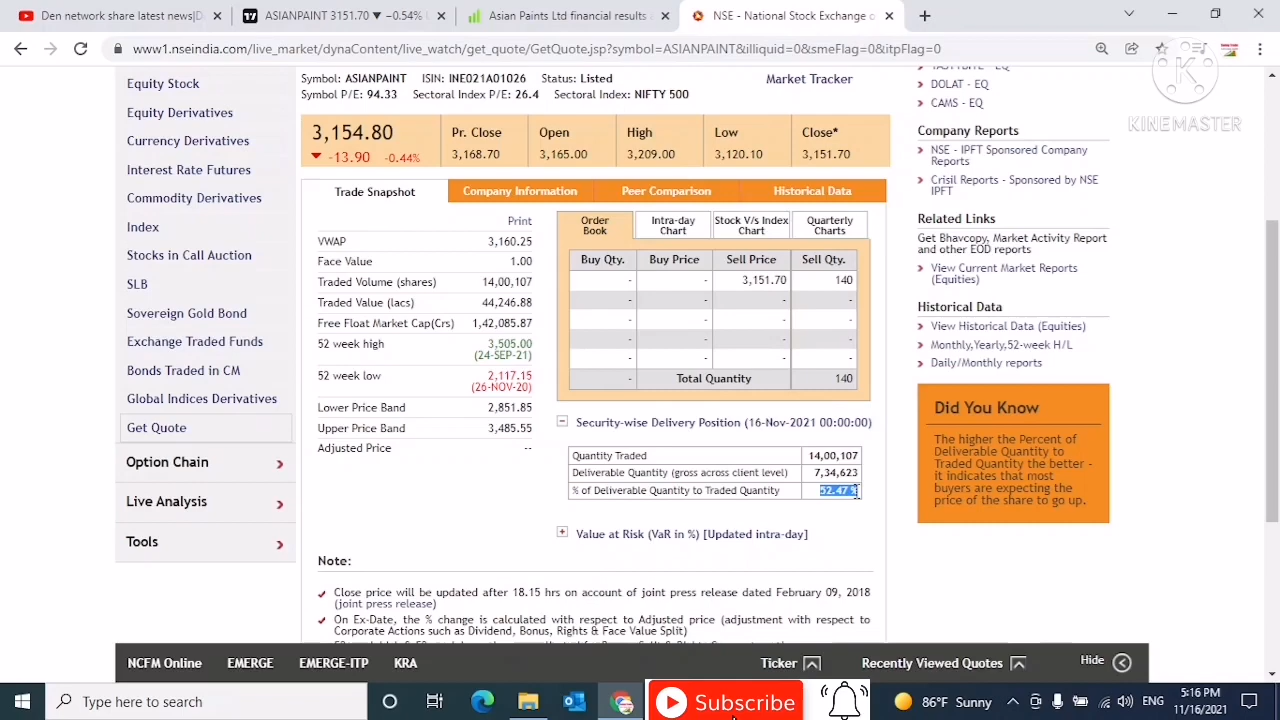 Den network share latest news|D
ASIANPAINT 3151.70 ▼ −0.54%
Asian Paints Ltd financial results
NSE - National Stock Exchange o
www1.nseindia.com/live_market/dynaContent/live_watch/get_quote/GetQuote.jsp?symbol=ASIANPAINT&illiquid=0&smeFlag=0&itpFlag=0
KINEMASTER
Equity Stock
Equity Derivatives
Currency Derivatives
Interest Rate Futures
Commodity Derivatives
Index
Stocks in Call Auction
SLB
Sovereign Gold Bond
Exchange Traded Funds
Bonds Traded in CM
Global Indices Derivatives
Get Quote
Option Chain
Live Analysis
Tools
Symbol: ASIANPAINT ISIN: INE021A01026 Status: Listed Market Tracker
Symbol P/E: 94.33 Sectoral Index P/E: 26.4 Sectoral Index: NIFTY 500
3,154.80 Pr. Close Open High Low Close*
-13.90 -0.44% 3,168.70 3,165.00 3,209.00 3,120.10 3,151.70
Trade Snapshot Company Information Peer Comparison Historical Data
Print
VWAP 3,160.25
Face Value 1.00
Traded Volume (shares) 14,00,107
Traded Value (lacs) 44,246.88
Free Float Market Cap(Crs) 1,42,085.87
52 week high 3,505.00
(24-SEP-21)
52 week low 2,117.15
(26-NOV-20)
Lower Price Band 2,851.85
Upper Price Band 3,485.55
Adjusted Price --
Order Book Intra-day Chart Stock V/s Index Chart Quarterly Charts
Buy Qty. Buy Price Sell Price Sell Qty.
- - 3,151.70 140
- - - -
- - - -
- - - -
- - - -
- Total Quantity 140
Security-wise Delivery Position (16-Nov-2021 00:00:00)
Quantity Traded 14,00,107
Deliverable Quantity (gross across client level) 7,34,623
% of Deliverable Quantity to Traded Quantity 52.47 %
Value at Risk (VaR in %) [Updated intra-day]
Note:
Close price will be updated after 18.15 hrs on account of joint press release dated February 09, 2018
(joint press release)
On Ex-Date, the % change is calculated with respect to Adjusted price (adjustment with respect to
Corporate Actions such as Dividend, Bonus, Rights & Face Value Split)
DOLAT - EQ
CAMS - EQ
Company Reports
NSE - IPFT Sponsored Company
Reports
Crisil Reports - Sponsored by NSE
IPFT
Related Links
Get Bhavcopy, Market Activity Report
and other EOD reports
View Current Market Reports
(Equities)
Historical Data
View Historical Data (Equities)
Monthly,Yearly,52-week H/L
Daily/Monthly reports
Did You Know
The higher the Percent of
Deliverable Quantity to
Traded Quantity the better -
it indicates that most
buyers are expecting the
price of the share to go up.
NCFM Online EMERGE EMERGE-ITP KRA Ticker Recently Viewed Quotes Hide
Type here to search
Subscribe
86°F Sunny
ENG
5:16 PM
11/16/2021